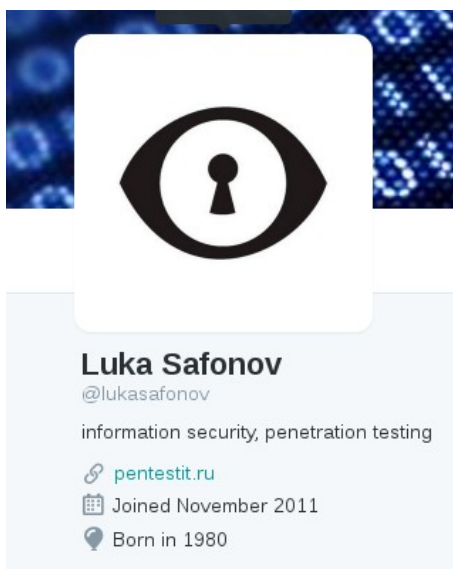 Luka Safonov
@lukasafonov
information security, penetration testing
pentestit.ru
Joined November 2011
Born in 1980